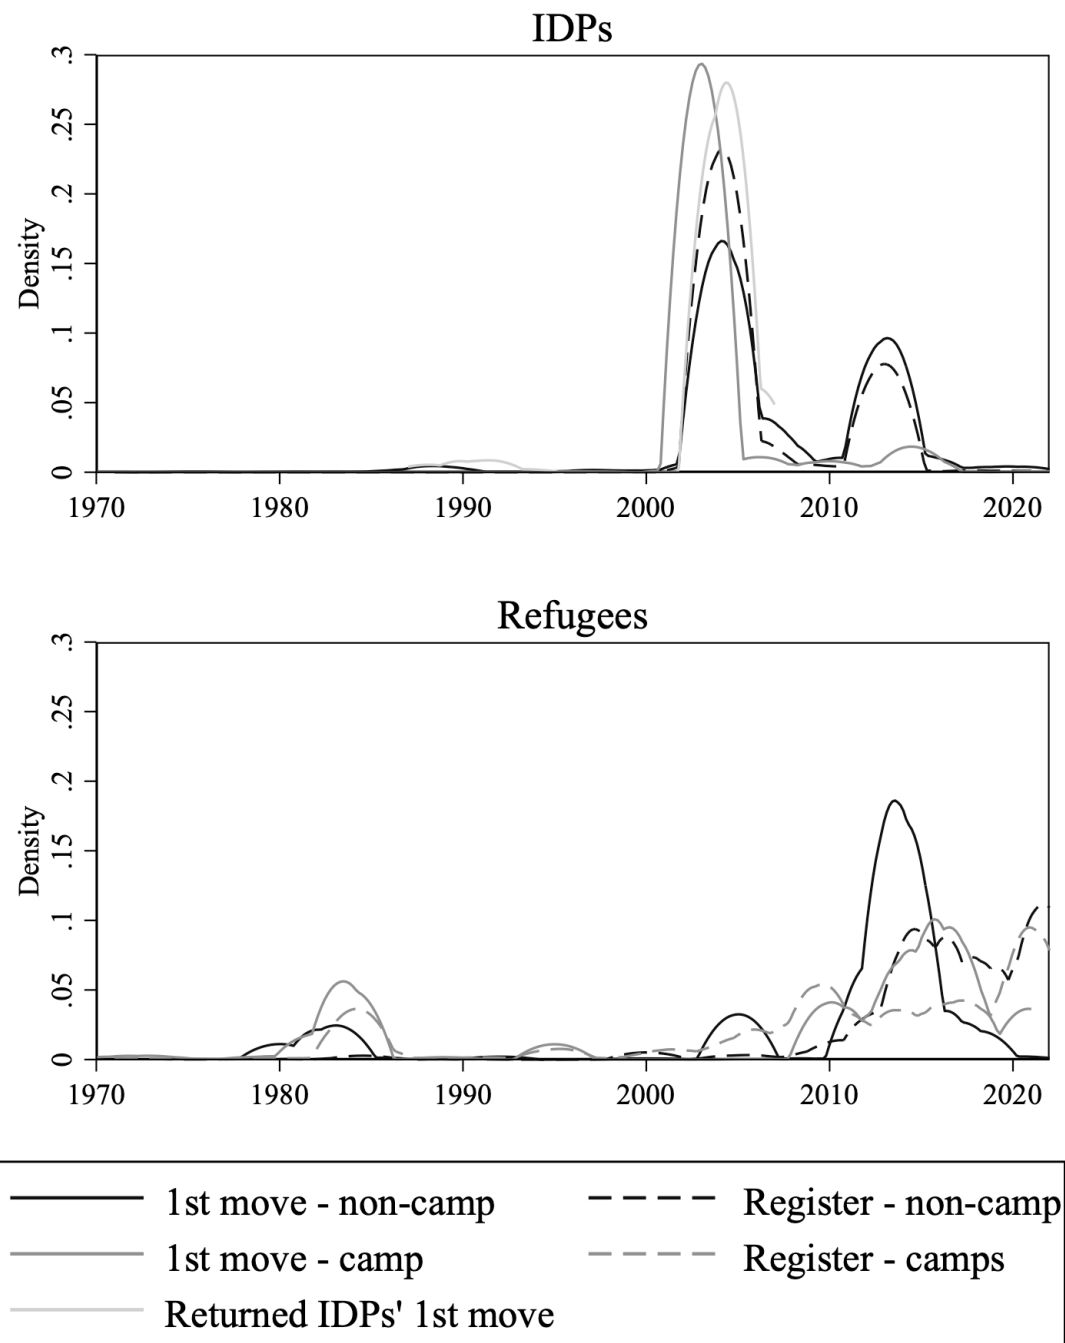 IDPs
.3
.25
.2
.15
.1
.05
0
Density
1970 1980 1990 2000 2010 2020
Refugees
.3
.25
.2
.15
.1
.05
0
Density
1970 1980 1990 2000 2010 2020
1st move - non-camp Register - non-camp
1st move - camp Register - camps
Returned IDPs' 1st move